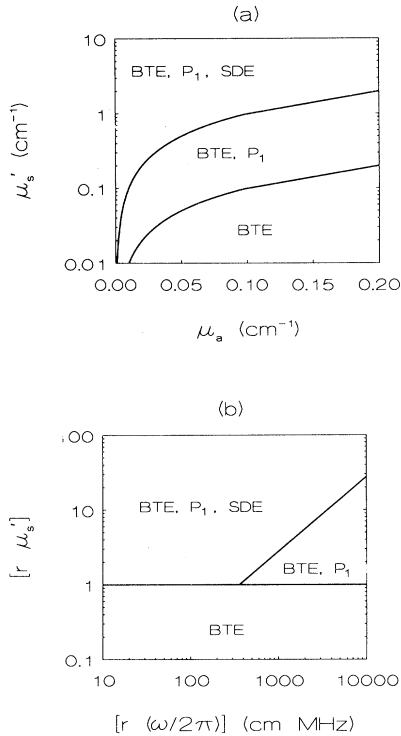 (a)
10
BTE, P₁, SDE
1
BTE, P₁
0.1
BTE
0.01
0.00 0.05 0.10 0.15 0.20
μs' (cm⁻¹)
μa (cm⁻¹)
(b)
00
BTE, P₁, SDE
10
BTE, P₁
1
BTE
0.1
10 100 1000 10000
[r μs']
[r (ω/2π)] (cm MHz)